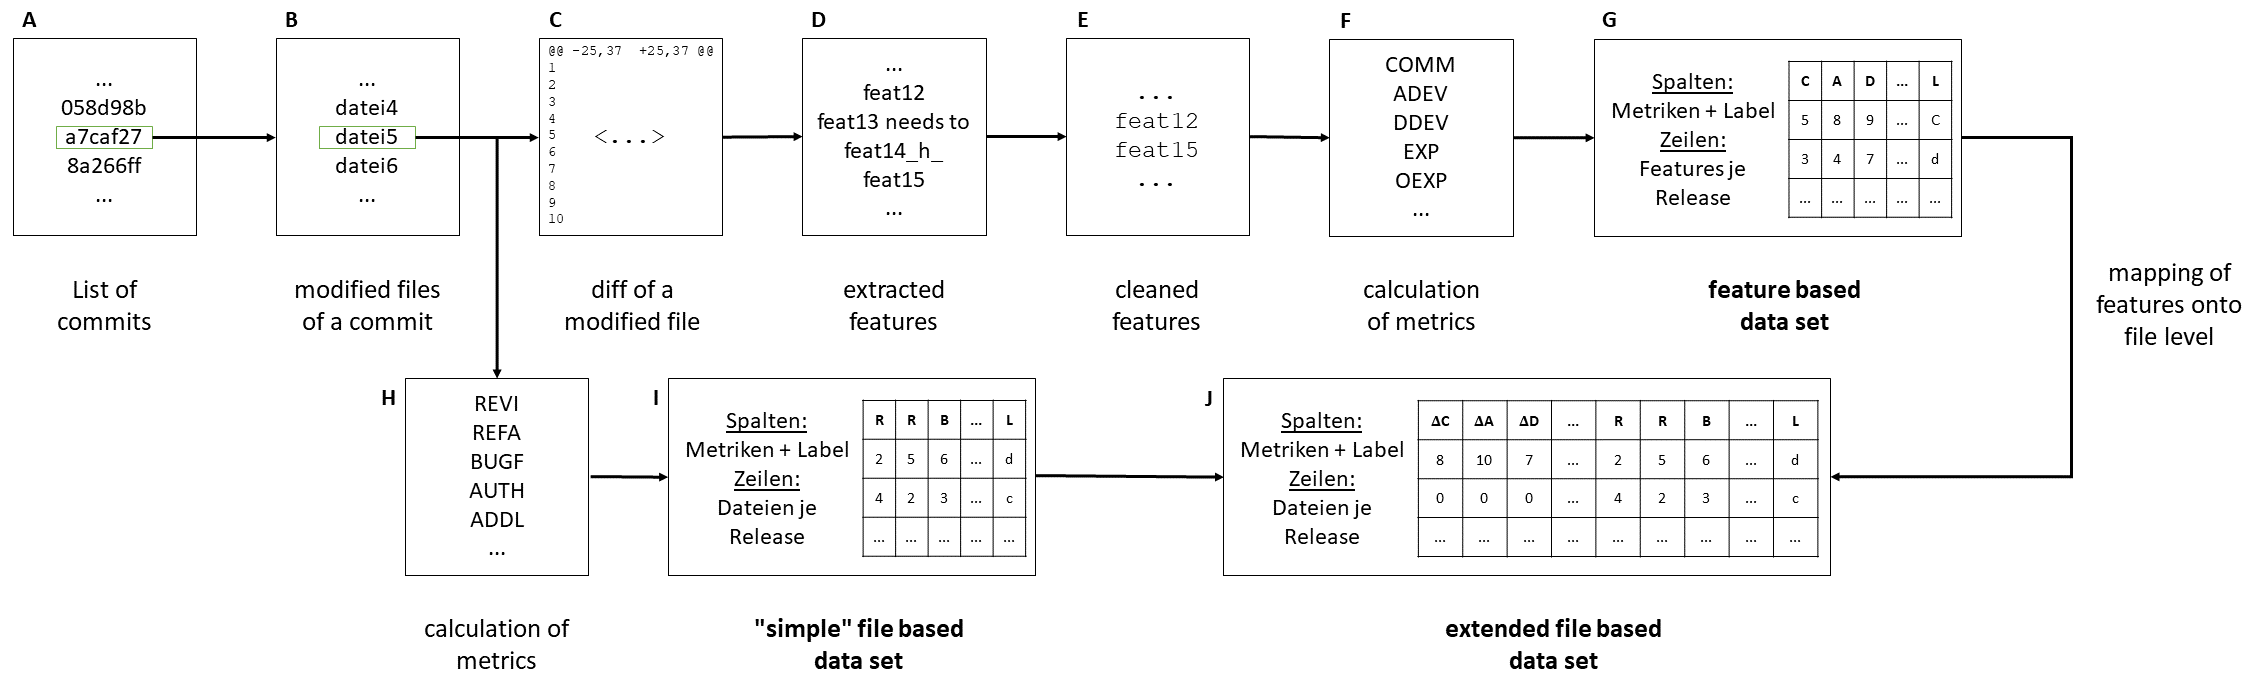 A
...
058d98b
a7caf27
8a266ff
...
List of
commits
B
...
datei4
datei5
datei6
...
modified files
of a commit
C
@@ -25,37 +25,37 @@
1
2
3
4
5
6
7
8
9
10
<...>
diff of a
modified file
D
...
feat12
feat13 needs to
feat14_h_
feat15
...
extracted
features
E
...
feat12
feat15
...
cleaned
features
F
COMM
ADEV
DDEV
EXP
OEXP
...
calculation
of metrics
G
Spalten:
Metriken + Label
Zeilen:
Features je
Release
C A D ... L
5 8 9 ... C
3 4 7 ... d
... ... ... ... ...
feature based
data set
mapping of
features onto
file level
H
REVI
REFA
BUGF
AUTH
ADDL
...
calculation of
metrics
I
Spalten:
Metriken + Label
Zeilen:
Dateien je
Release
R R B ... L
2 5 6 ... d
4 2 3 ... c
... ... ... ... ...
"simple" file based
data set
J
Spalten:
Metriken + Label
Zeilen:
Dateien je
Release
ΔC ΔA ΔD ... R R B ... L
8 10 7 ... 2 5 6 ... d
0 0 0 ... 4 2 3 ... c
... ... ... ... ... ... ... ... ...
extended file based
data set